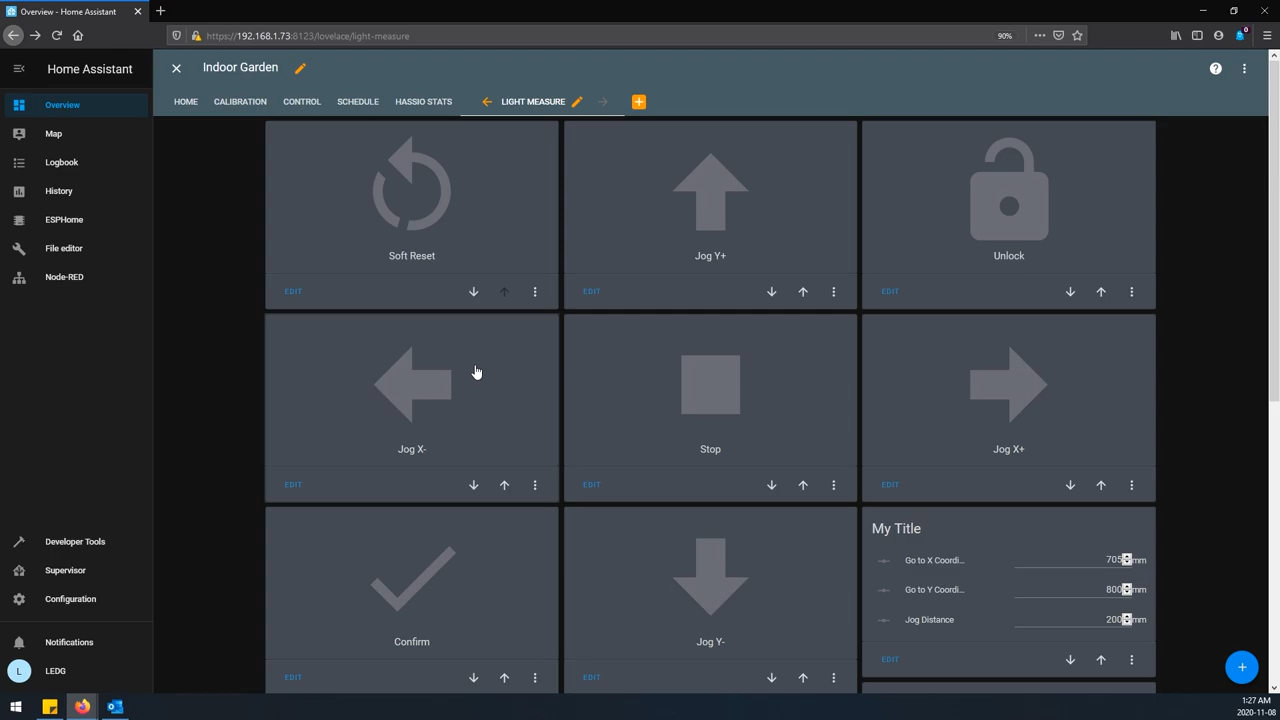 Overview - Home Assistant
https://192.168.1.73:8123/lovelace/light-measure
90%
0
Home Assistant
Indoor Garden
HOME
CALIBRATION
CONTROL
SCHEDULE
HASSIO STATS
LIGHT MEASURE
Overview
Map
Logbook
History
ESPHome
File editor
Node-RED
Developer Tools
Supervisor
Configuration
Notifications
L
LEDG
Soft Reset
Jog Y+
Unlock
EDIT
EDIT
EDIT
Jog X-
Stop
Jog X+
EDIT
EDIT
EDIT
Confirm
Jog Y-
EDIT
EDIT
My Title
Go to X Coordi...
705
mm
Go to Y Coordi...
800
mm
Jog Distance
200
mm
EDIT
1:27 AM
2020-11-08